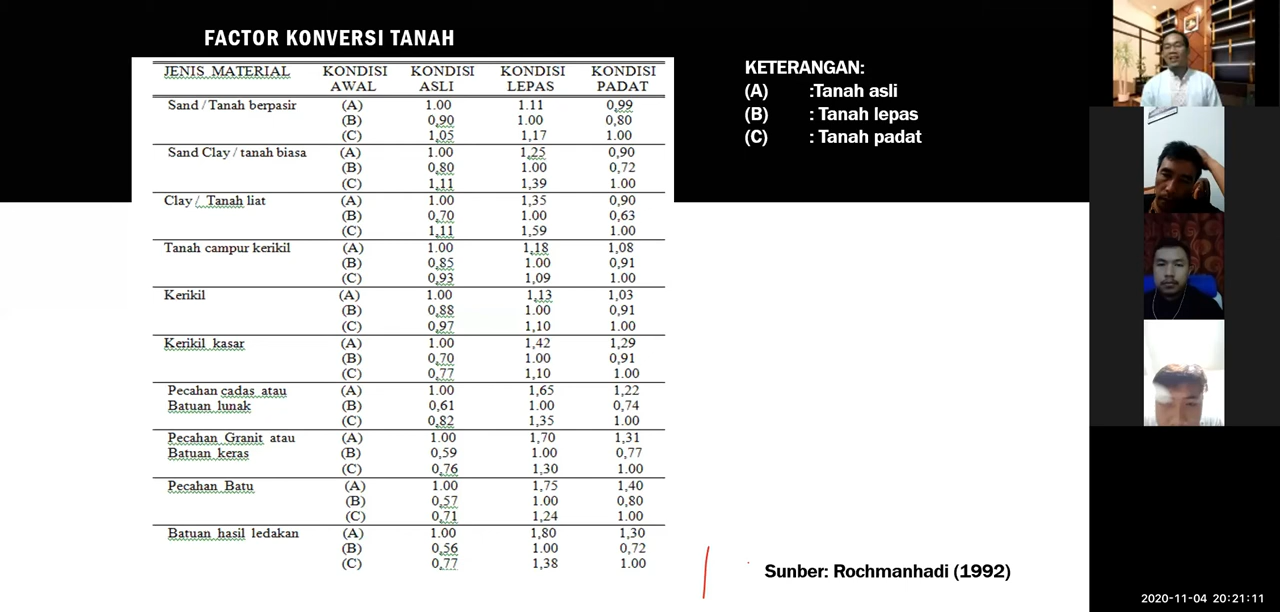 FACTOR KONVERSI TANAH
JENIS MATERIAL KONDISI AWAL KONDISI ASLI KONDISI LEPAS KONDISI PADAT
Sand / Tanah berpasir (A) 1.00 1.11 0,99
(B) 0,90 1.00 0,80
(C) 1,05 1,17 1.00
Sand Clay / tanah biasa (A) 1.00 1,25 0,90
(B) 0,80 1.00 0,72
(C) 1,11 1,39 1.00
Clay / Tanah liat (A) 1.00 1,35 0,90
(B) 0,70 1.00 0,63
(C) 1,11 1,59 1.00
Tanah campur kerikil (A) 1.00 1,18 1,08
(B) 0,85 1.00 0,91
(C) 0,93 1,09 1.00
Kerikil (A) 1.00 1,13 1,03
(B) 0,88 1.00 0,91
(C) 0,97 1,10 1.00
Kerikil kasar (A) 1.00 1,42 1,29
(B) 0,70 1.00 0,91
(C) 0,77 1,10 1.00
Pecahan cadas atau (A) 1.00 1,65 1,22
Batuan lunak (B) 0,61 1.00 0,74
(C) 0,82 1,35 1.00
Pecahan Granit atau (A) 1.00 1,70 1,31
Batuan keras (B) 0,59 1.00 0,77
(C) 0,76 1,30 1.00
Pecahan Batu (A) 1.00 1,75 1,40
(B) 0,57 1.00 0,80
(C) 0,71 1,24 1.00
Batuan hasil ledakan (A) 1.00 1,80 1,30
(B) 0,56 1.00 0,72
(C) 0,77 1,38 1.00
KETERANGAN:
(A) :Tanah asli
(B) : Tanah lepas
(C) : Tanah padat
Sunber: Rochmanhadi (1992)
2020-11-04 20:21:11